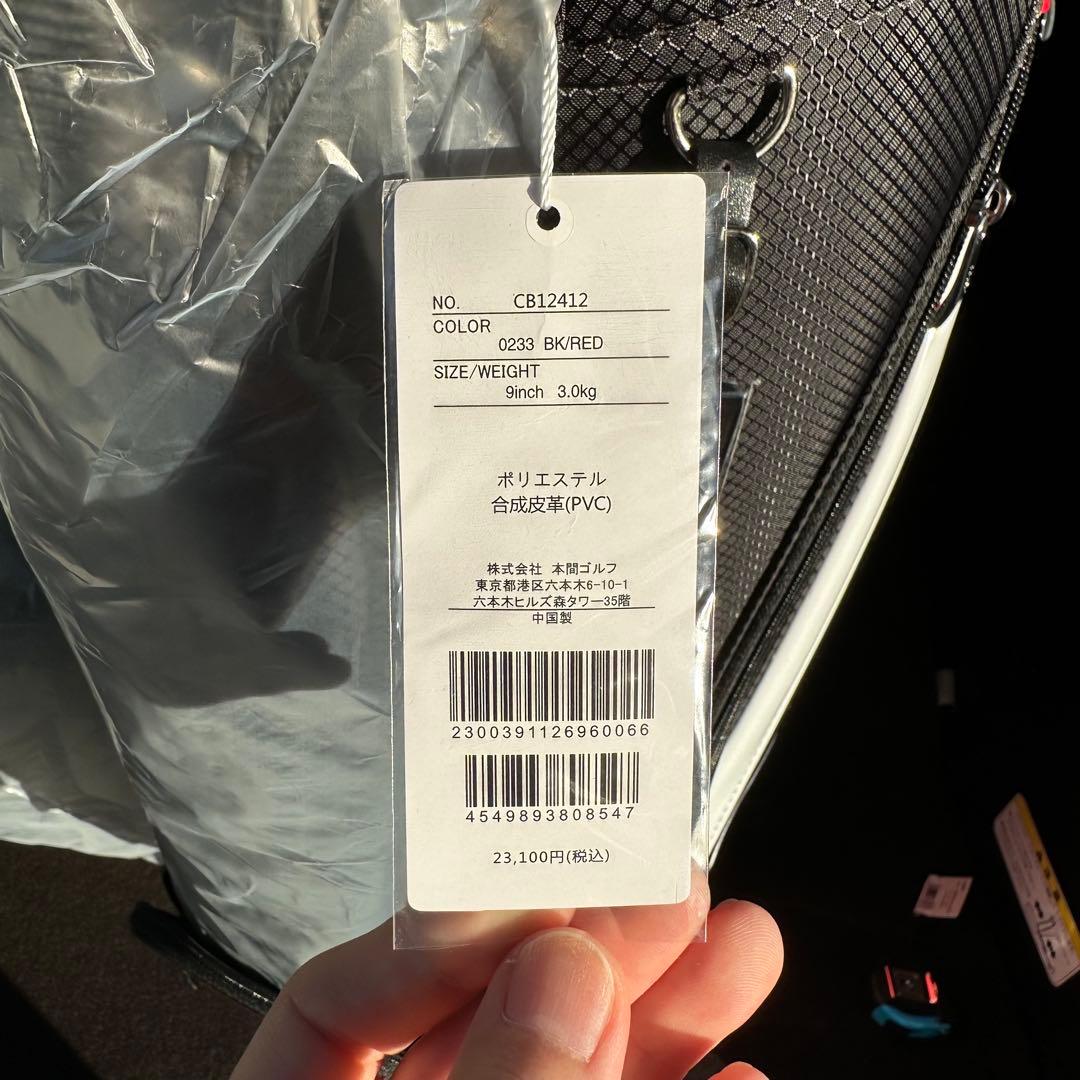 NO. CB12412
COLOR
0233 BK/RED
SIZE/WEIGHT
9inch 3.0kg
ポリエステル
合成皮革(PVC)
株式会社 本間ゴルフ
東京都港区六本木6-10-1
六本木ヒルズ森タワー35階
中国製
2300391126960066
4549893808547
23,100円(税込)